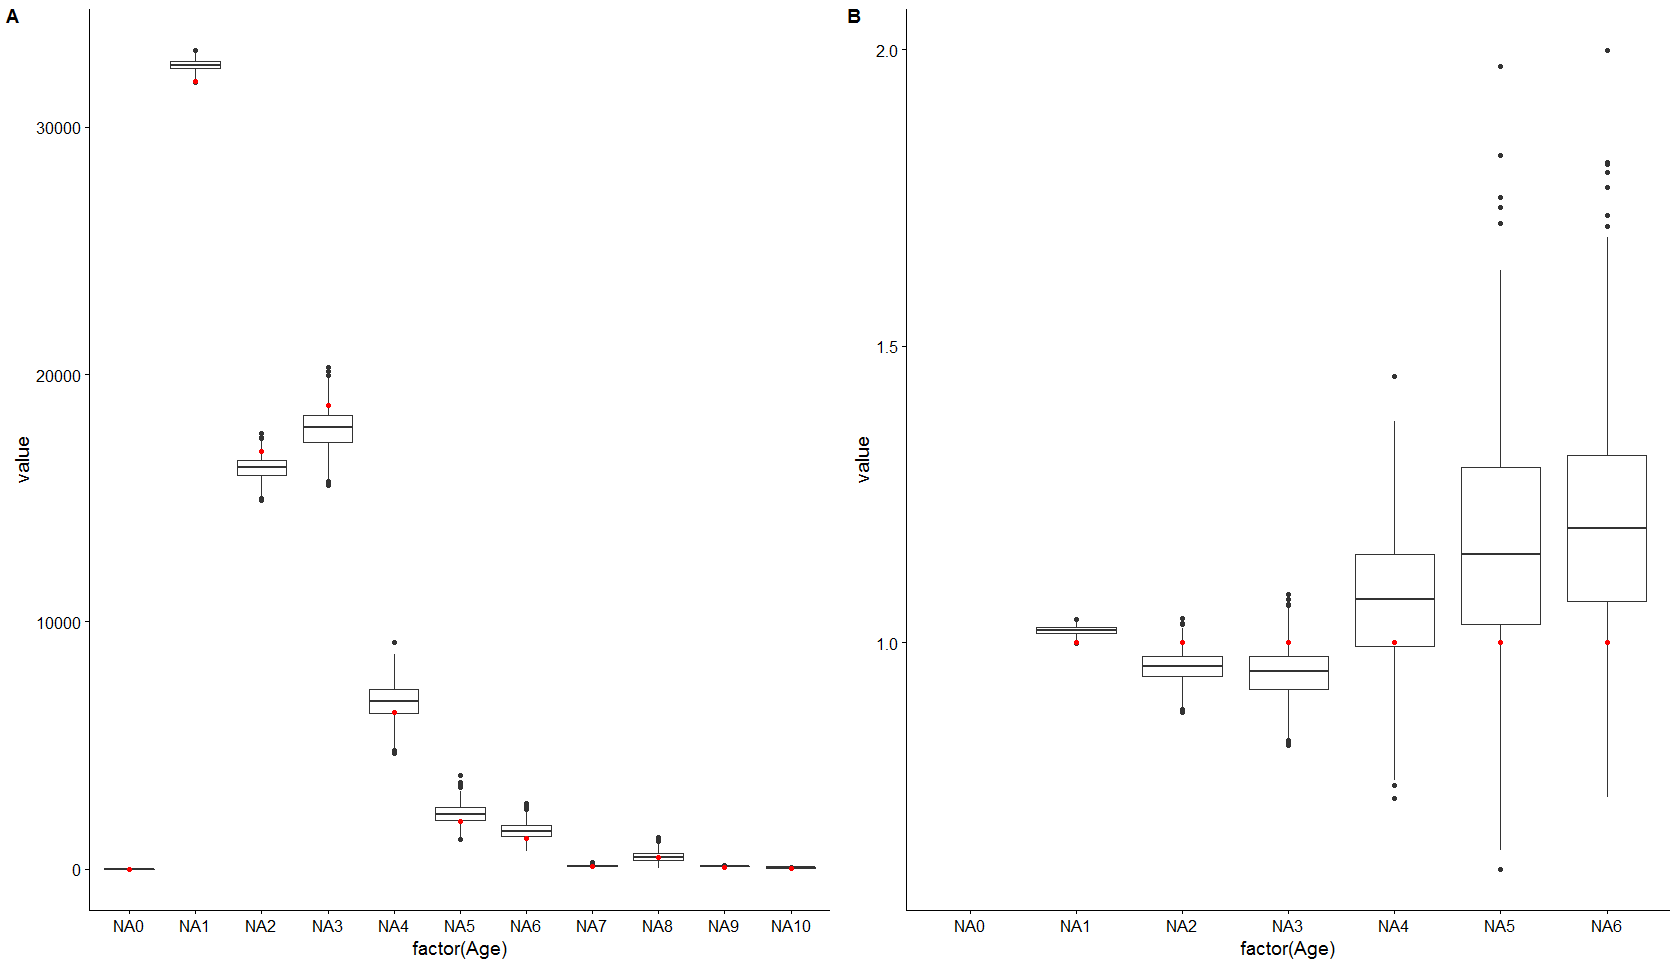 A
value
30000
20000
10000
0
NA0 NA1 NA2 NA3 NA4 NA5 NA6 NA7 NA8 NA9 NA10
factor(Age)
B
value
2.0
1.5
1.0
NA0 NA1 NA2 NA3 NA4 NA5 NA6
factor(Age)